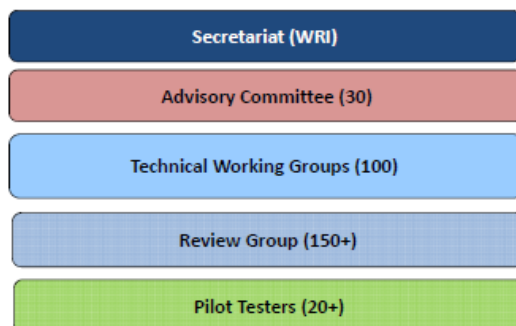 Secretariat (WRI)
Advisory Committee (30)
Technical Working Groups (100)
Review Group (150+)
Pilot Testers (20+)